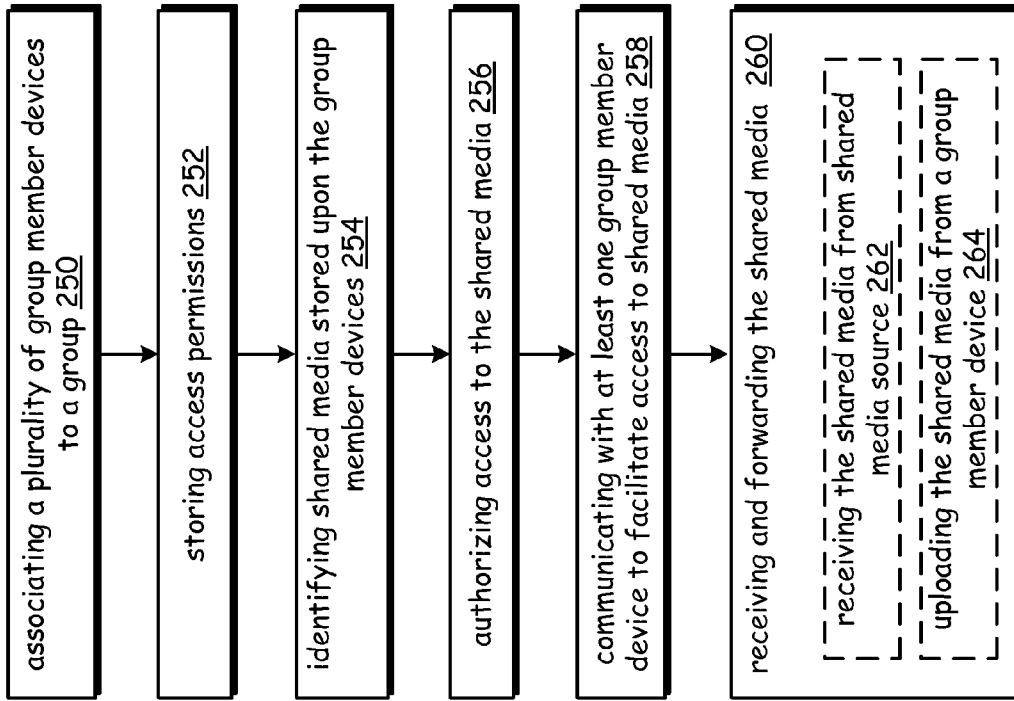 associating a plurality of group member devices
to a group 250
storing access permissions 252
identifying shared media stored upon the group
member devices 254
authorizing access to the shared media 256
communicating with at least one group member
device to facilitate access to shared media 258
receiving and forwarding the shared media 260
receiving the shared media from shared
media source 262
uploading the shared media from a group
member device 264